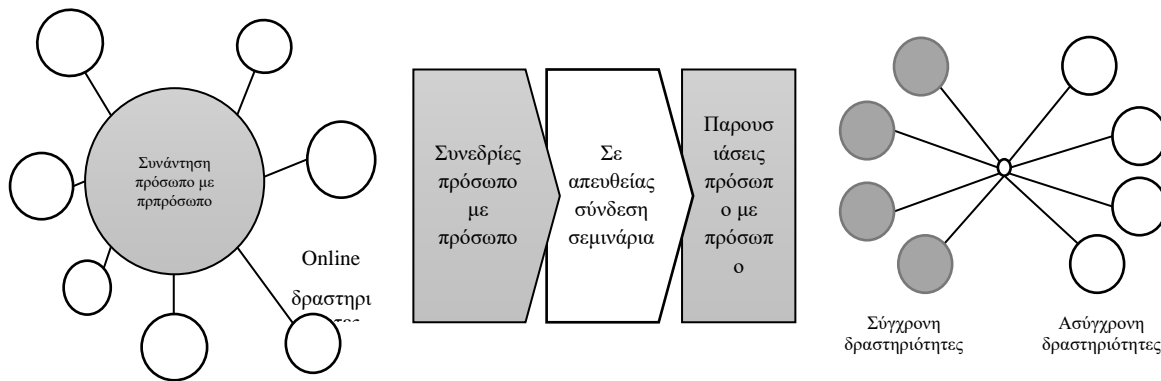 Συνάντηση
πρόσωπο με
πρπρόσωπο
Online
δραστηρι
Συνεδρίες
πρόσωπο
με
πρόσωπο
Σε
απευθείας
σύνδεση
σεμινάρια
Παρουσ
ιάσεις
πρόσωπ
ο με
πρόσωπ
ο
Σύγχρονη
δραστηριότητες
Ασύγχρονη
δραστηριότητες